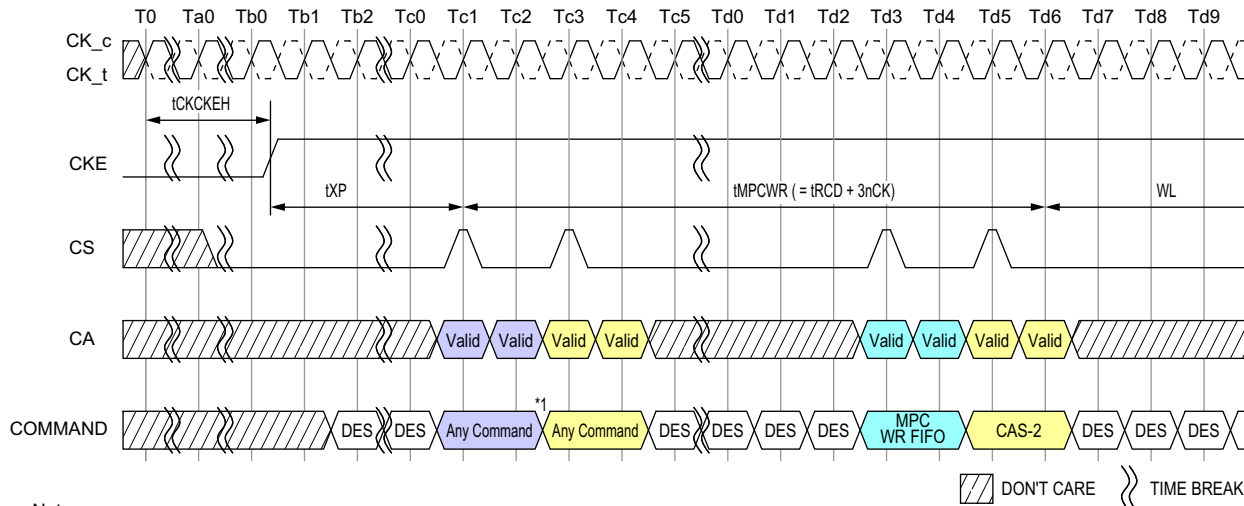 T0 Ta0 Tb0 Tb1 Tb2 Tc0 Tc1 Tc2 Tc3 Tc4 Tc5 Td0 Td1 Td2 Td3 Td4 Td5 Td6 Td7 Td8 Td9
CK_c
CK_t
tCKCKEH
CKE
tXP tMPCWR ( = tRCD + 3nCK) WL
CS
CA Valid Valid Valid Valid Valid Valid Valid Valid
*1
COMMAND DES DES Any Command Any Command DES DES DES DES MPC WR FIFO CAS-2 DES DES DES
DON'T CARE TIME BREAK